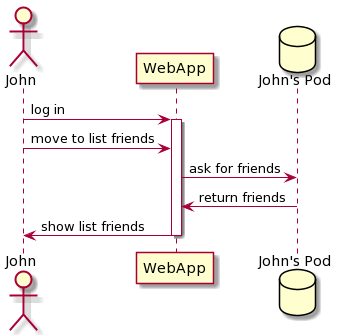 John
WebApp
John's Pod
log in
move to list friends
ask for friends
return friends
show list friends
John
WebApp
John's Pod